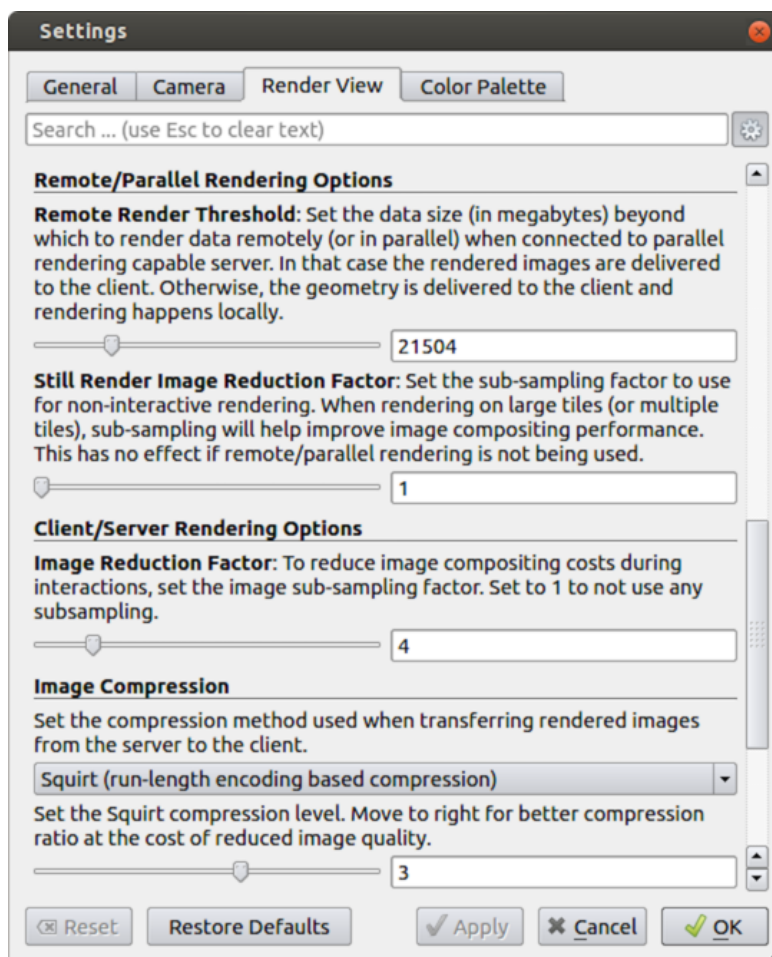 Settings
General
Camera
Render View
Color Palette
Search ... (use Esc to clear text)
Remote/Parallel Rendering Options
Remote Render Threshold: Set the data size (in megabytes) beyond
which to render data remotely (or in parallel) when connected to parallel
rendering capable server. In that case the rendered images are delivered
to the client. Otherwise, the geometry is delivered to the client and
rendering happens locally.
21504
Still Render Image Reduction Factor: Set the sub-sampling factor to use
for non-interactive rendering. When rendering on large tiles (or multiple
tiles), sub-sampling will help improve image compositing performance.
This has no effect if remote/parallel rendering is not being used.
1
Client/Server Rendering Options
Image Reduction Factor: To reduce image compositing costs during
interactions, set the image sub-sampling factor. Set to 1 to not use any
subsampling.
4
Image Compression
Set the compression method used when transferring rendered images
from the server to the client.
Squirt (run-length encoding based compression)
Set the Squirt compression level. Move to right for better compression
ratio at the cost of reduced image quality.
3
Reset
Restore Defaults
Apply
Cancel
OK